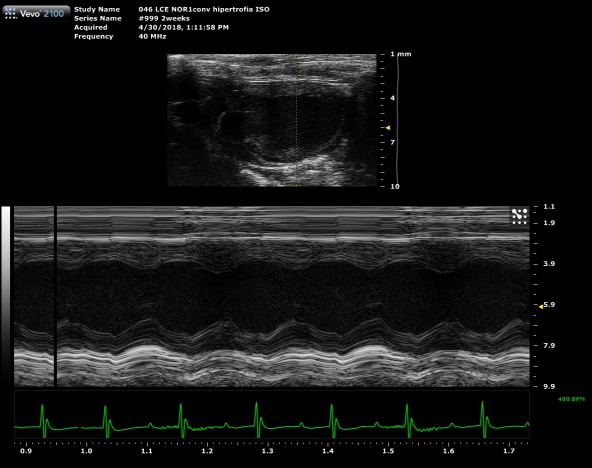 Vevo 2100
Study Name 046 LCE NOR1conv hipertrofia ISO
Series Name #999 2weeks
Acquired 4/30/2018, 1:11:58 PM
Frequency 40 MHz
1 mm
4
7
10
1.1
1.9
3.9
5.9
7.9
9.9
480 BPM
0.9 1.0 1.1 1.2 1.3 1.4 1.5 1.6 1.7